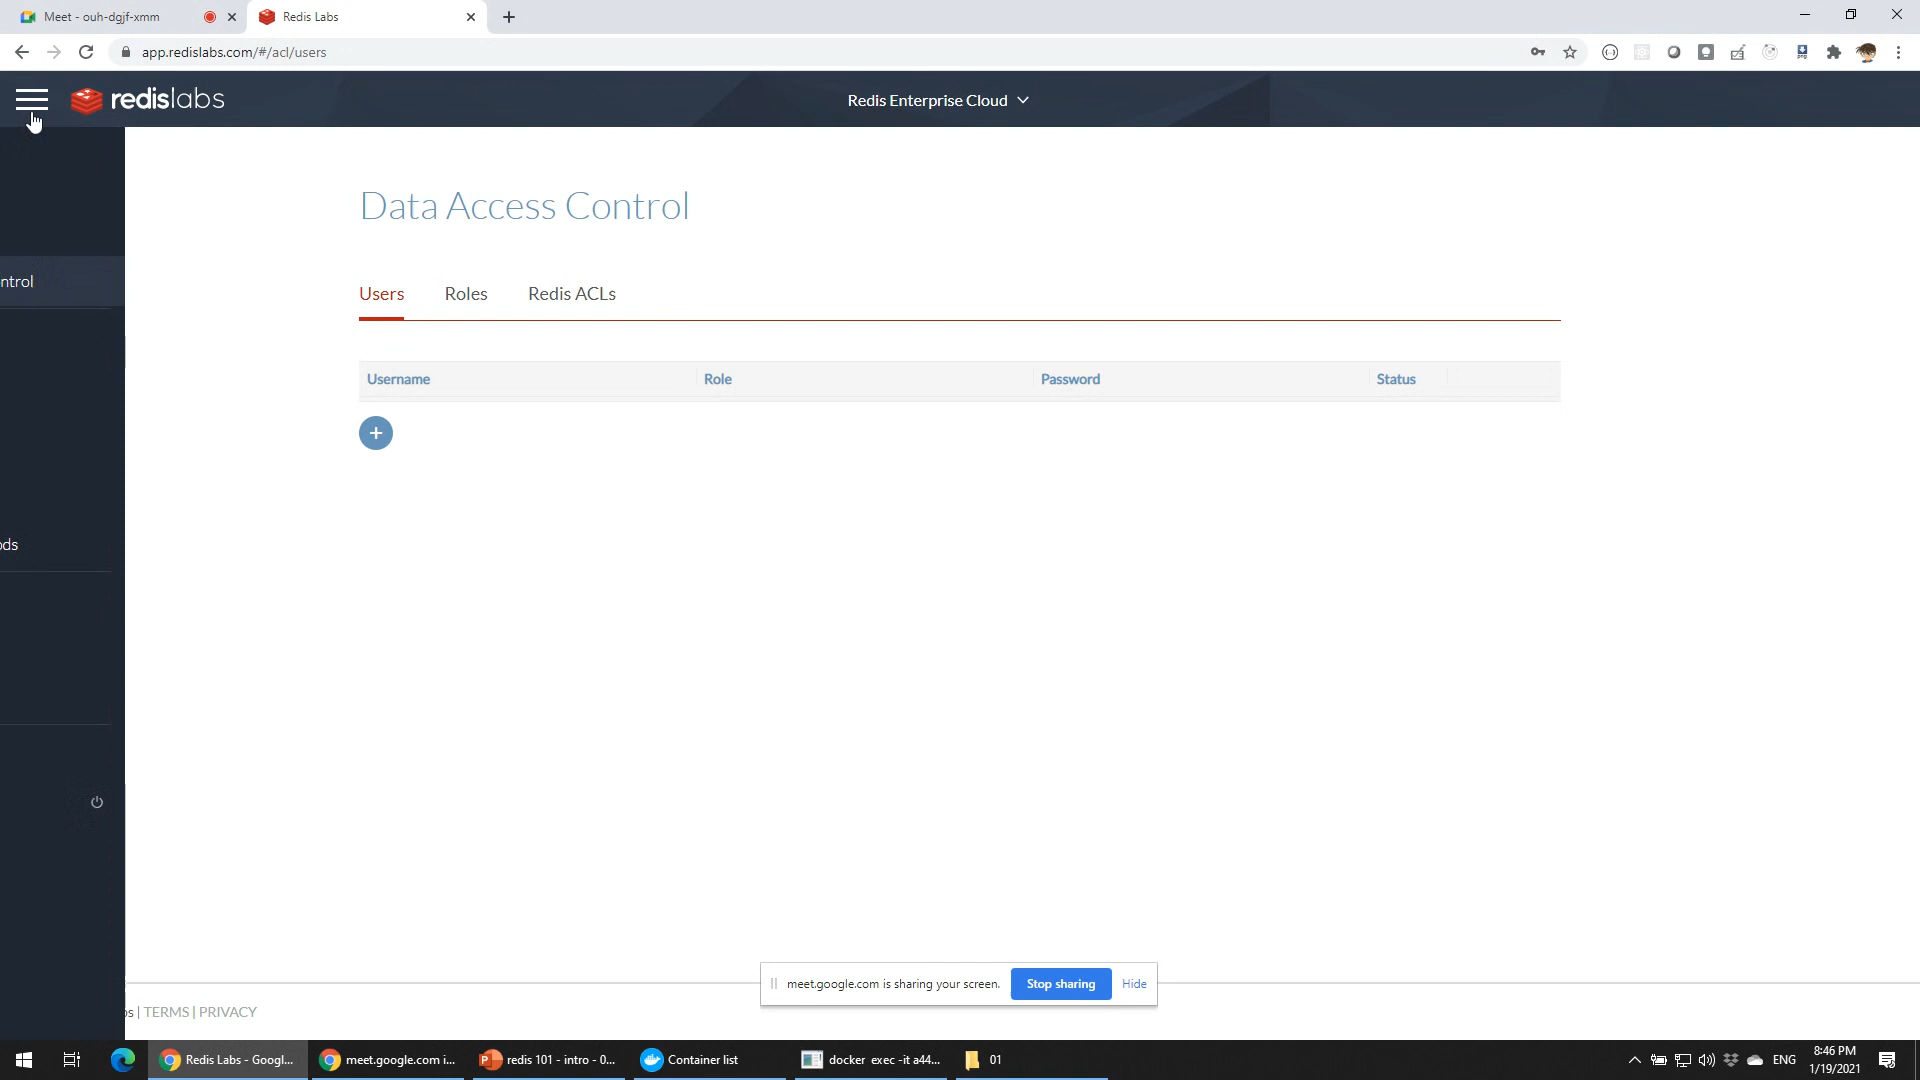 Meet - ouh-dgjf-xmm
Redis Labs
app.redislabs.com/#/acl/users
redislabs
Redis Enterprise Cloud
Data Access Control
ntrol
Users Roles Redis ACLs
Username Role Password Status
+
ods
meet.google.com is sharing your screen. Stop sharing Hide
bs | TERMS | PRIVACY
Redis Labs - Googl...
meet.google.com i...
redis 101 - intro - 0...
Container list
docker exec -it a44...
01
ENG
8:46 PM
1/19/2021